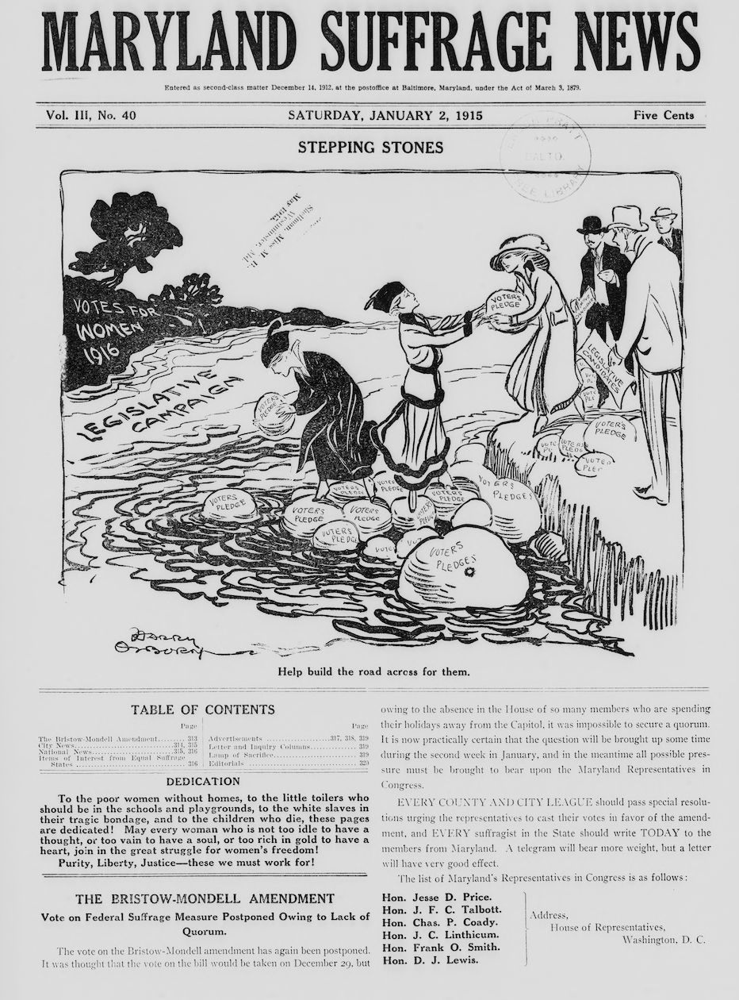 MARYLAND SUFFRAGE NEWS
Entered as second-class matter December 14, 1912, at the postoffice at Baltimore, Maryland, under the Act of March 3, 1879.
Vol. III, No. 40 SATURDAY, JANUARY 2, 1915 Five Cents
STEPPING STONES
PRATT
BALTO.
FREE LIBRARY
Shellman, Miss M. B.
Westminster, Md.
May 1915.
VOTES FOR
WOMEN
1916
LEGISLATIVE
CAMPAIGN
VOTERS
PLEDGE
VOTERS
PLEDGE
LEGISLATIVE
CANDIDATES
VOTERS
PLEDGE
VOTERS
PLEDGE
VOTERS
PLEDGES
VOTERS
PLEDGE
VOTERS
PLEDGE
VOTERS
PLEDGE
VOTERS
PLEDGE
VOTERS
PLEDGE
VOTERS
PLEDGES
Harry
Osborn
Help build the road across for them.
TABLE OF CONTENTS
Page
The Bristow-Mondell Amendment........ 313
City News............................314, 315
National News........................315, 316
Items of Interest from Equal Suffrage
States .............................. 316
Page
Advertisements ..................317, 318, 319
Letter and Inquiry Columns............ 319
Lamp of Sacrifice..................... 319
Editorials ........................... 320
DEDICATION
To the poor women without homes, to the little toilers who
should be in the schools and playgrounds, to the white slaves in
their tragic bondage, and to the children who die, these pages
are dedicated! May every woman who is not too idle to have a
thought, or too vain to have a soul, or too rich in gold to have a
heart, join in the great struggle for women's freedom!
Purity, Liberty, Justice—these we must work for!
THE BRISTOW-MONDELL AMENDMENT
Vote on Federal Suffrage Measure Postponed Owing to Lack of
Quorum.
The vote on the Bristow-Mondell amendment has again been postponed.
It was thought that the vote on the bill would be taken on December 29, but
owing to the absence in the House of so many members who are spending
their holidays away from the Capitol, it was impossible to secure a quorum.
It is now practically certain that the question will be brought up some time
during the second week in January, and in the meantime all possible pres-
sure must be brought to bear upon the Maryland Representatives in
Congress.
EVERY COUNTY AND CITY LEAGUE should pass special resolu-
tions urging the representatives to cast their votes in favor of the amend-
ment, and EVERY suffragist in the State should write TODAY to the
members from Maryland. A telegram will bear more weight, but a letter
will have very good effect.
The list of Maryland's Representatives in Congress is as follows:
Hon. Jesse D. Price.
Hon. J. F. C. Talbott.
Hon. Chas. P. Coady.
Hon. J. C. Linthicum.
Hon. Frank O. Smith.
Hon. D. J. Lewis.
Address,
House of Representatives,
Washington, D. C.